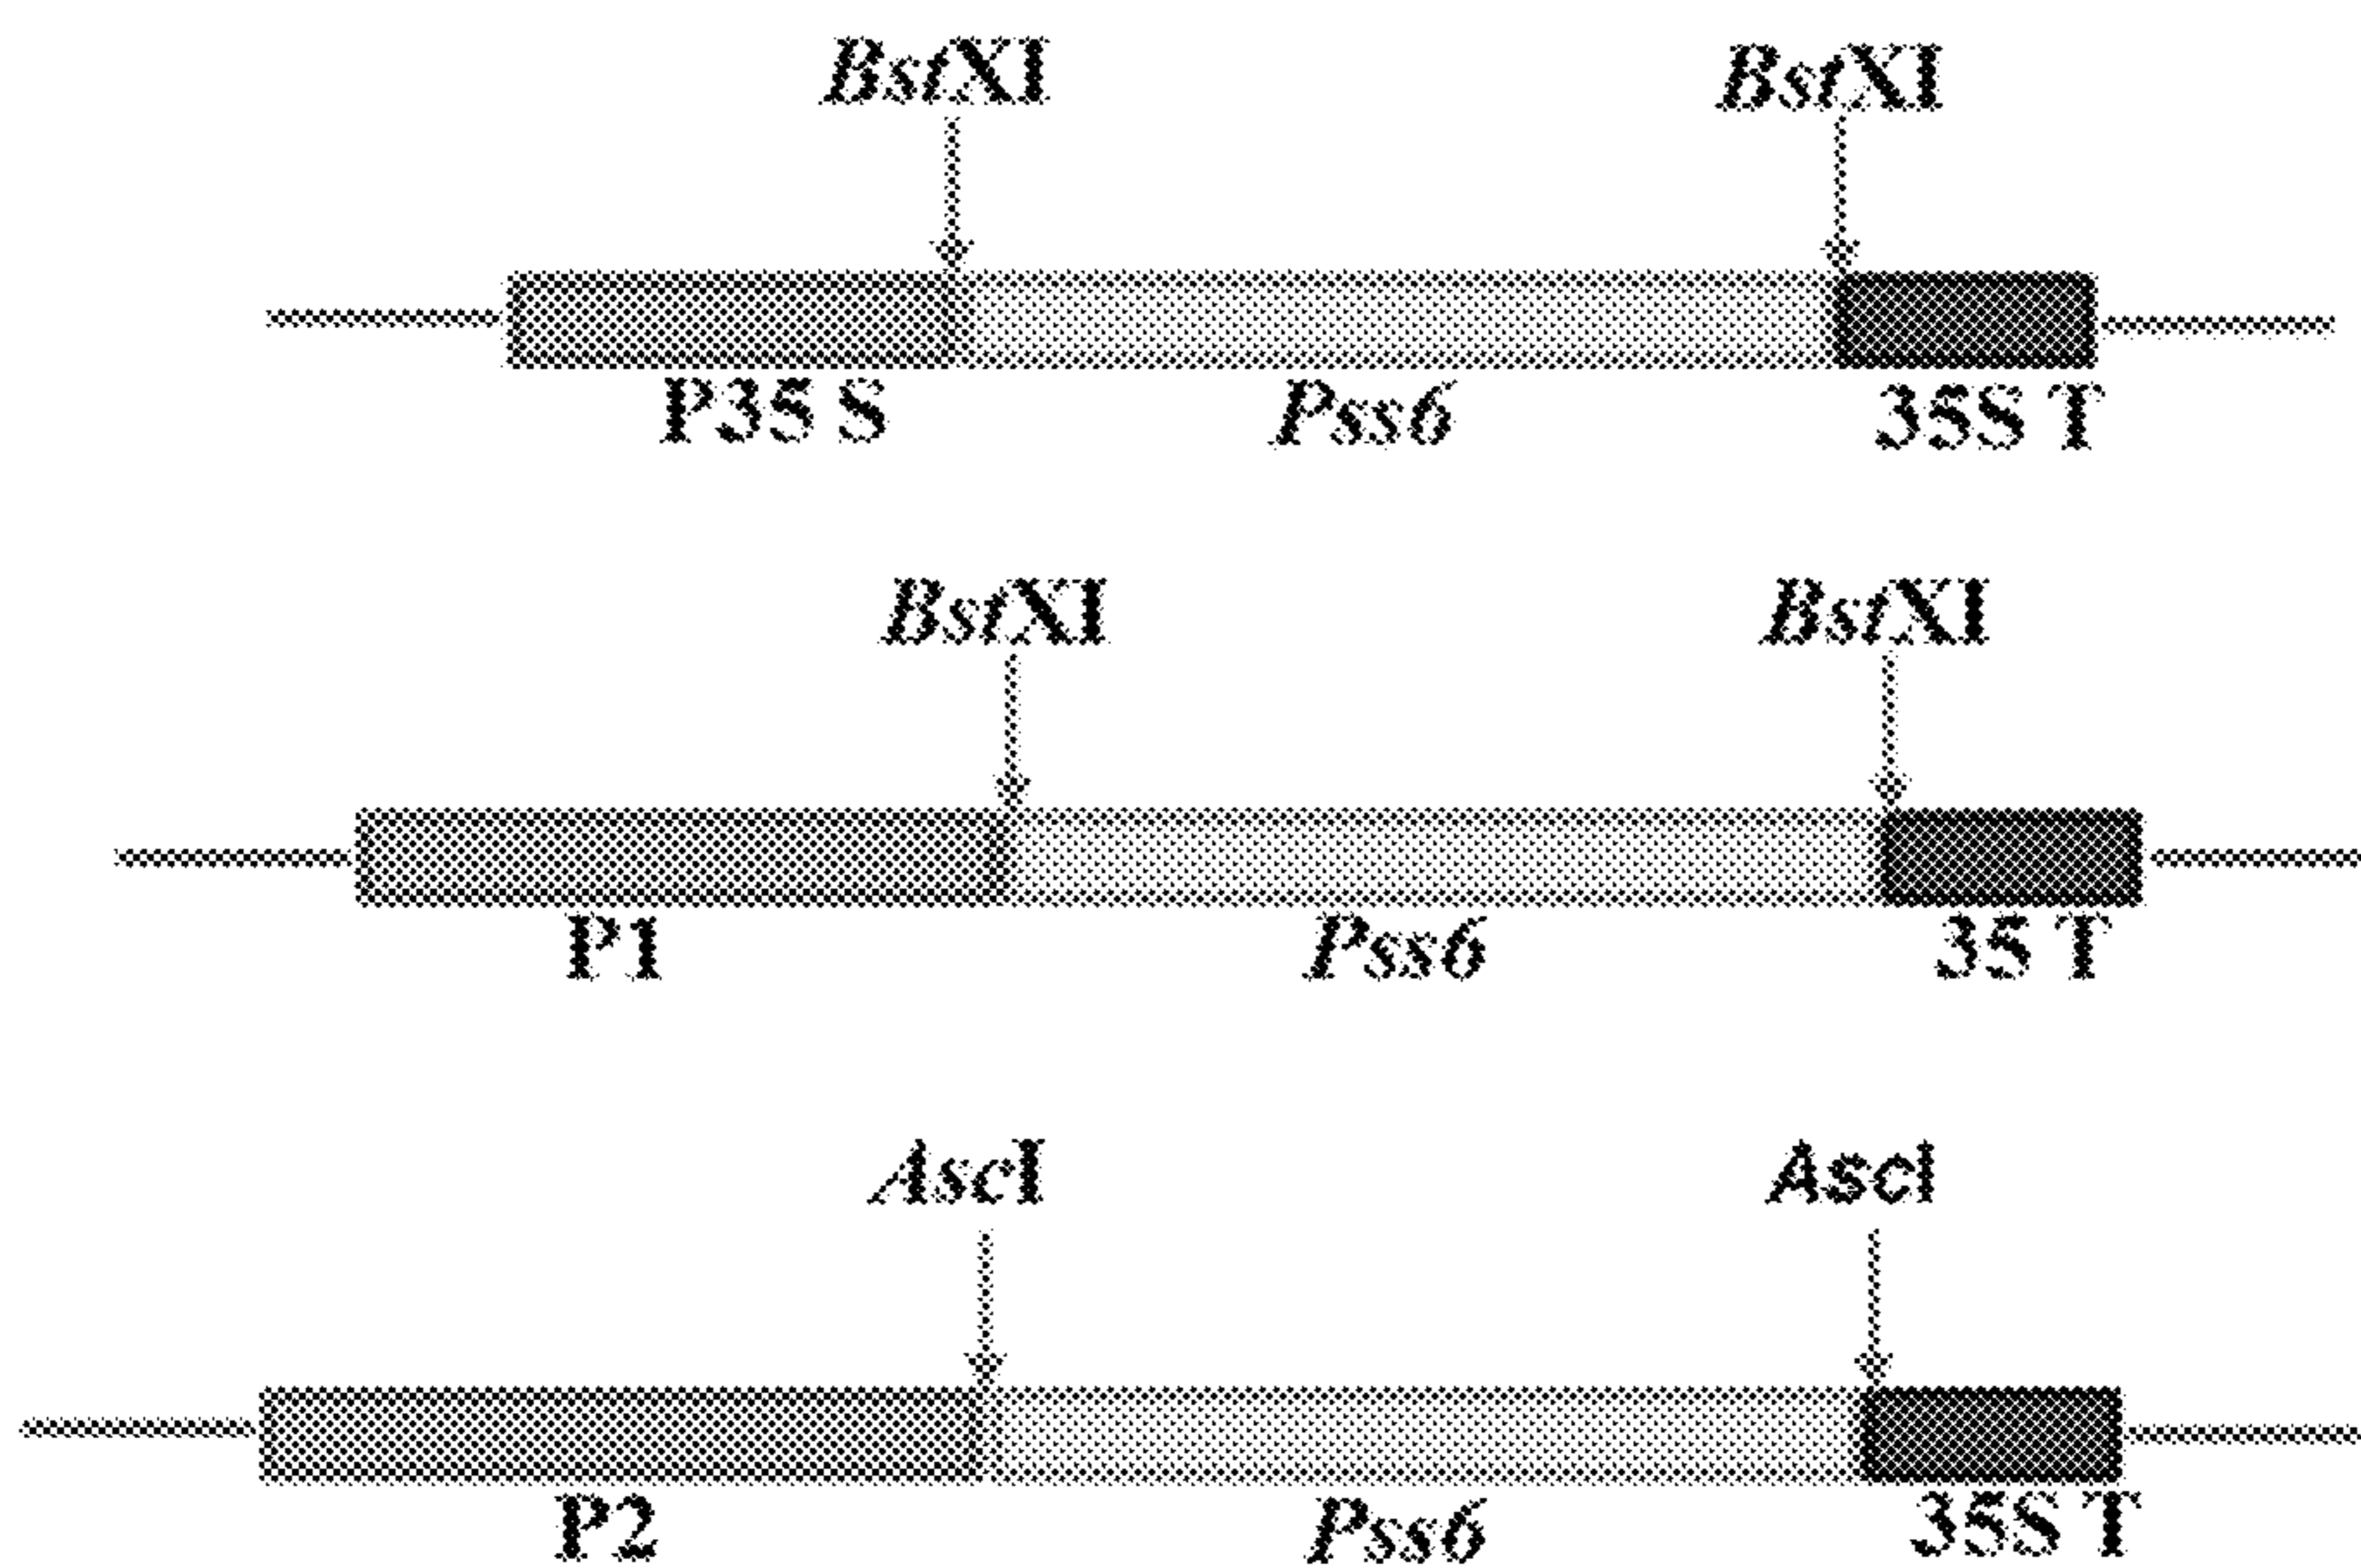 BstXI BstXI
P35 S Pss6 35S T
BstXI BstXI
P1 Pss6 35 T
AscI AscI
P2 Pss6 35S T